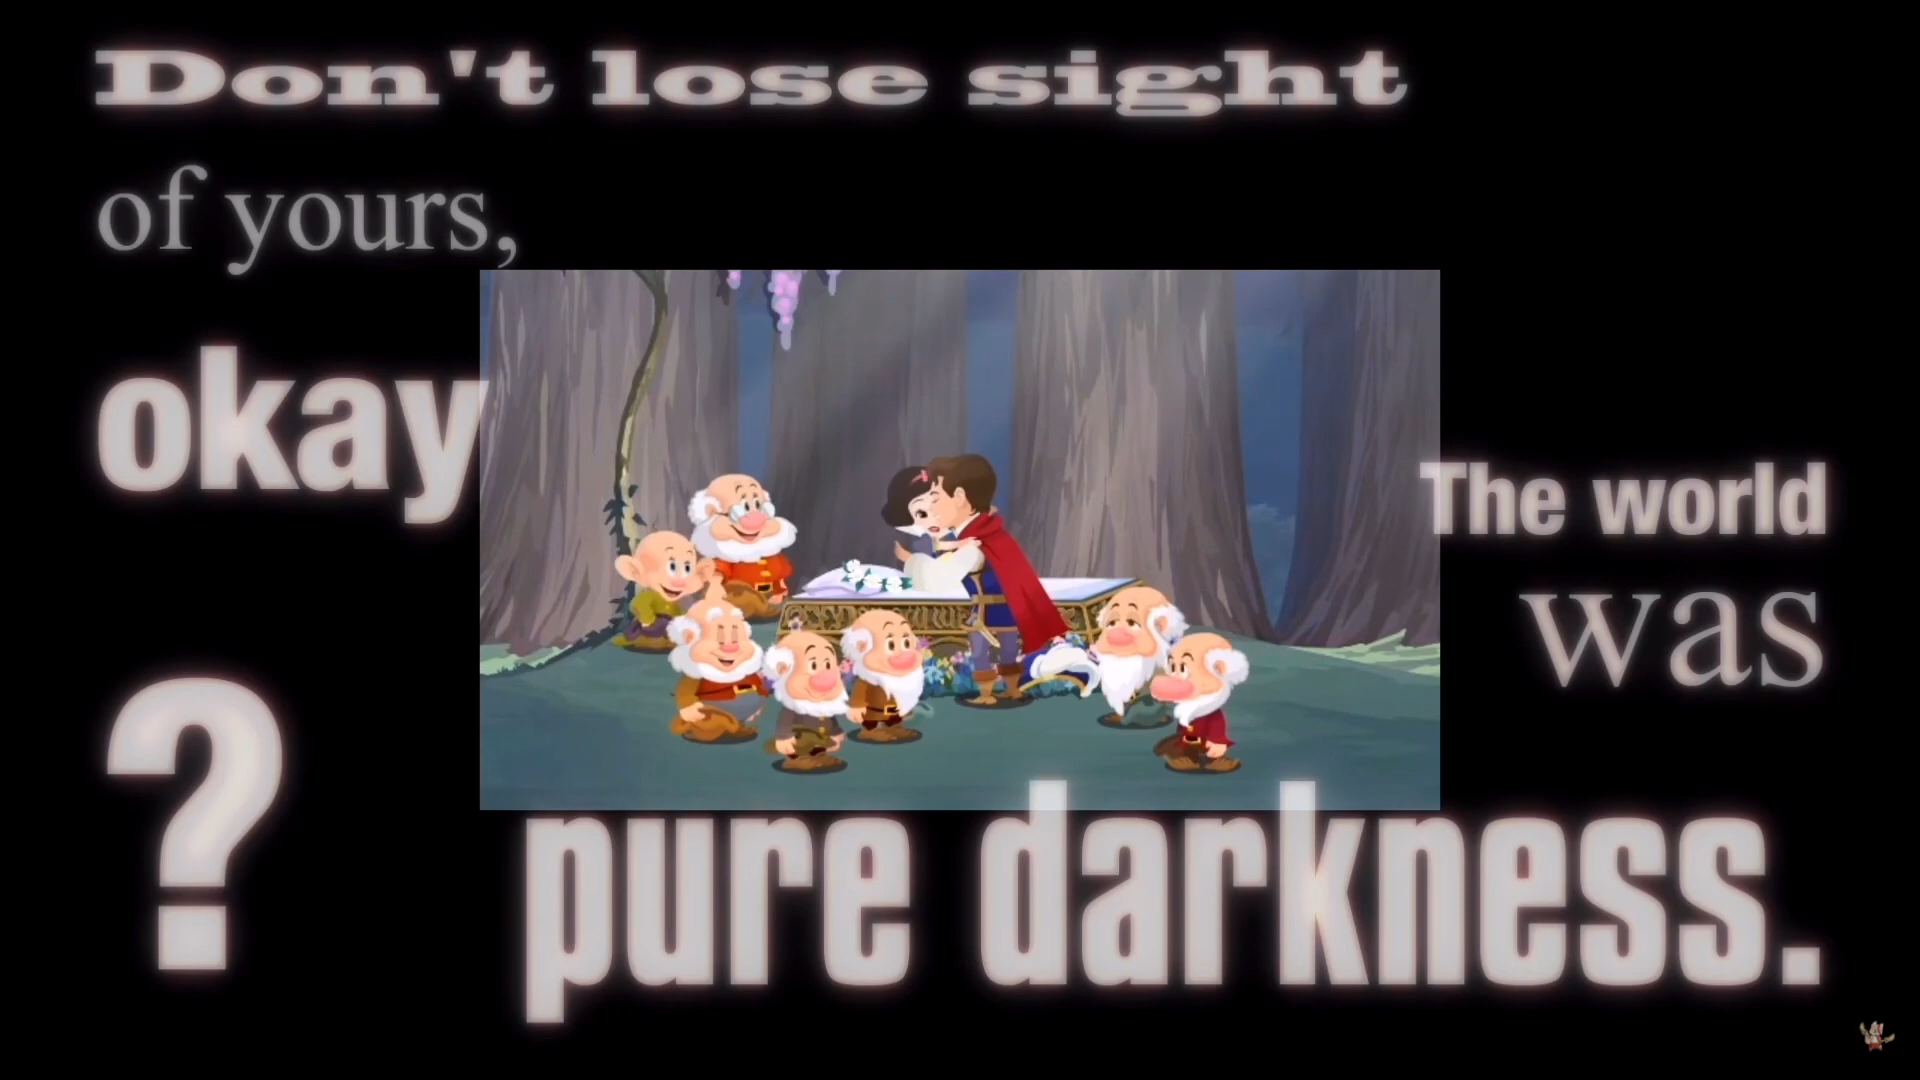 Don't lose sight
of yours,
okay
?
The world
was
pure darkness.